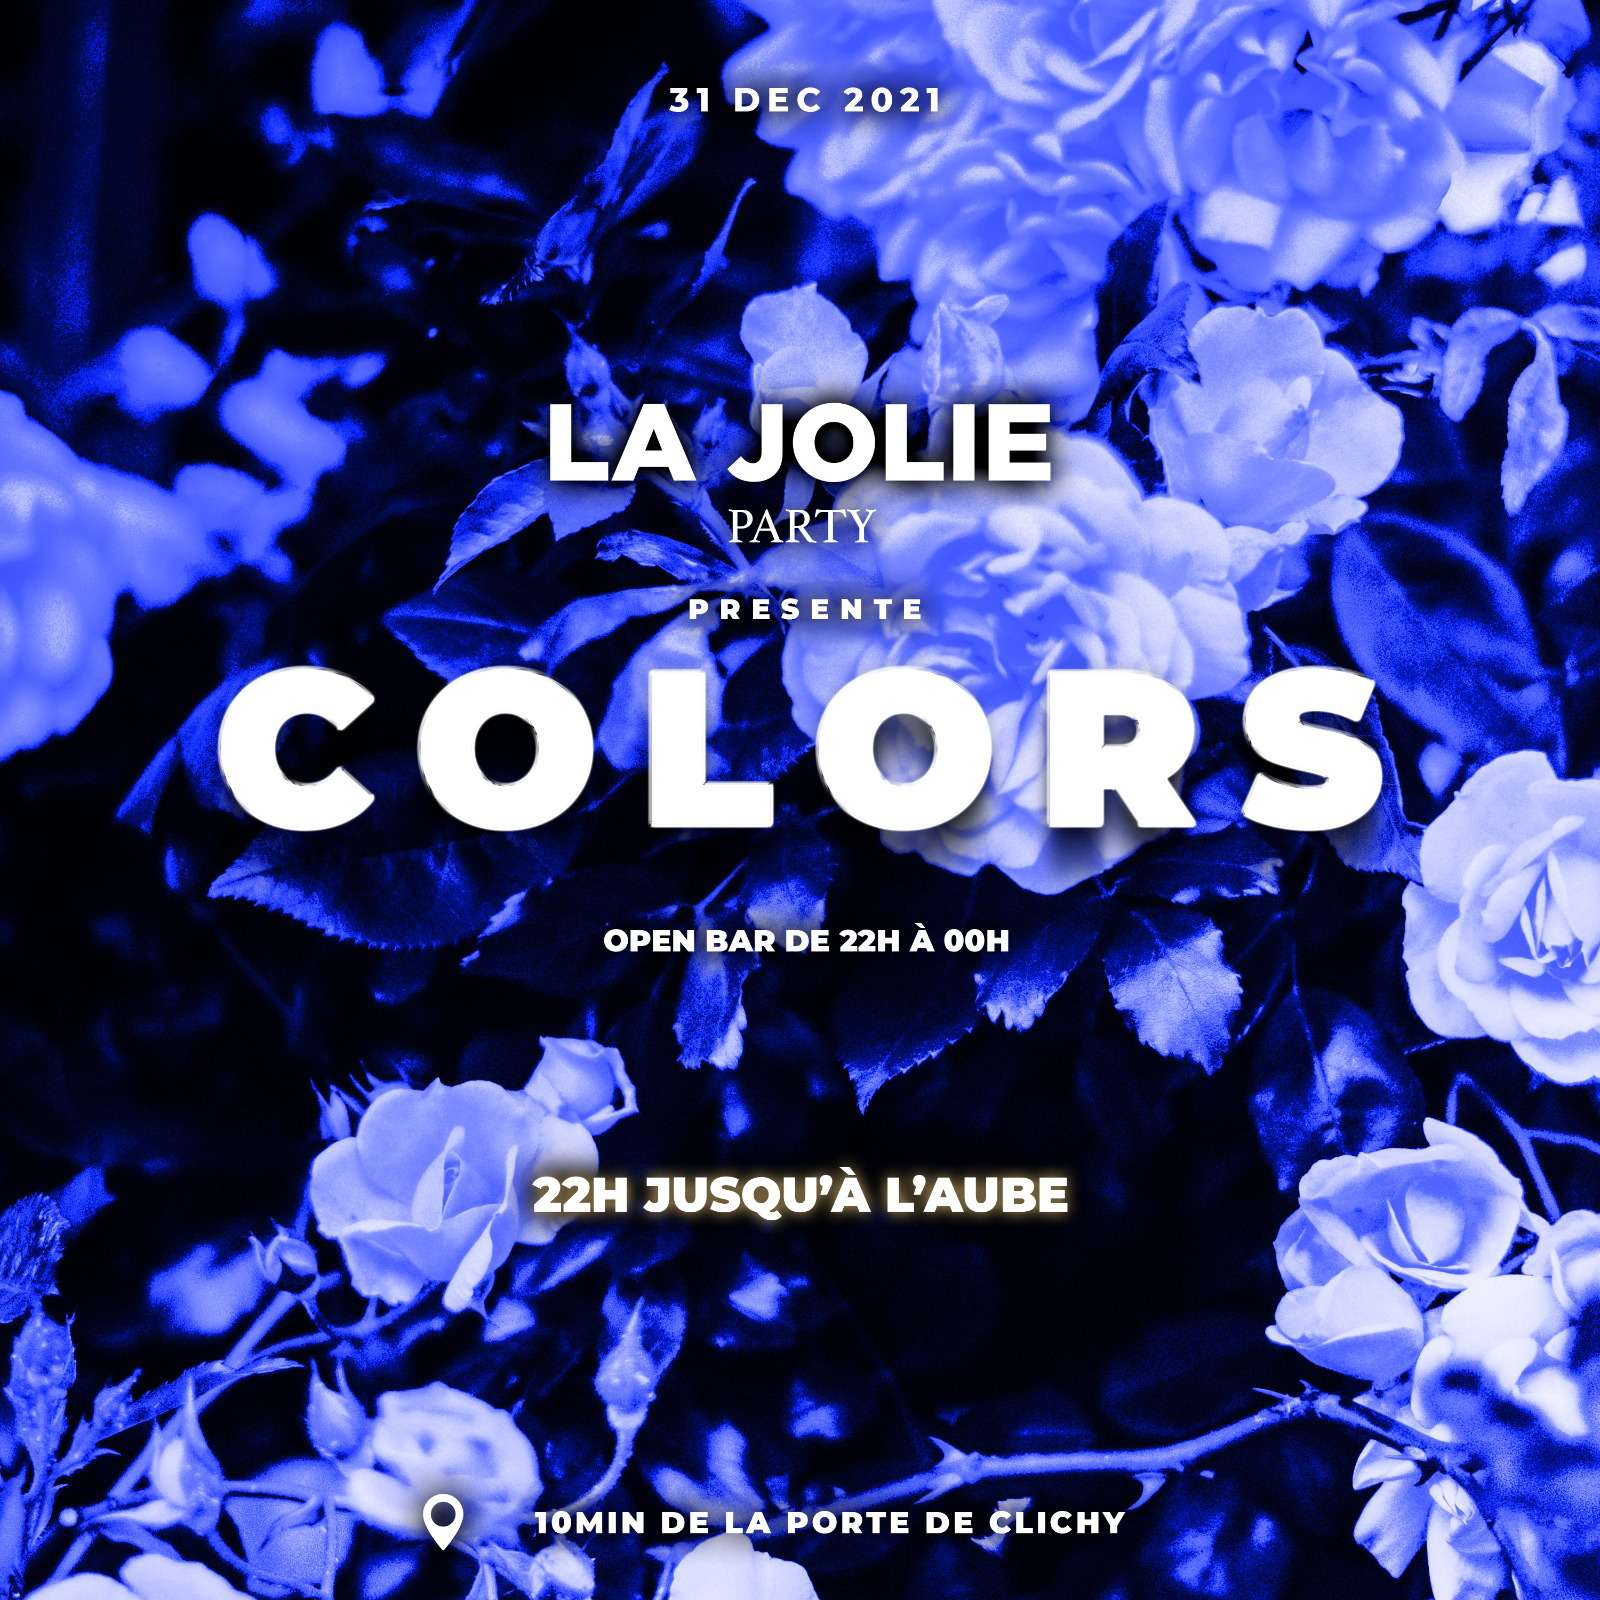 31 DEC 2021
LA JOLIE
PARTY
PRESENTE
COLORS
OPEN BAR DE 22H À 00H
22H JUSQU'À L'AUBE
10MIN DE LA PORTE DE CLICHY